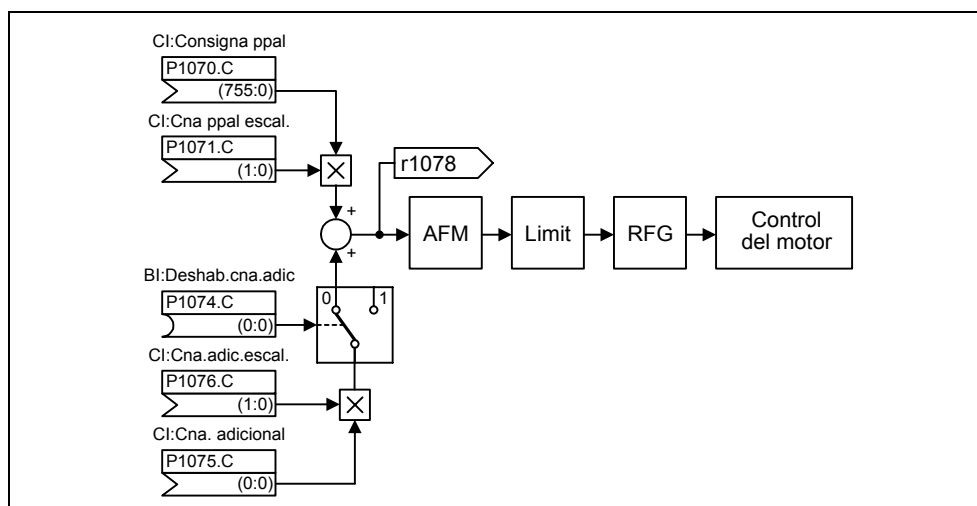 CI:Consigna ppal
P1070.C
(755:0)
CI:Cna ppal escal.
P1071.C
(1:0)
r1078
+
+
AFM
Limit
RFG
Control
del motor
BI:Deshab.cna.adic
P1074.C
(0:0)
0
1
CI:Cna.adic.escal.
P1076.C
(1:0)
CI:Cna. adicional
P1075.C
(0:0)